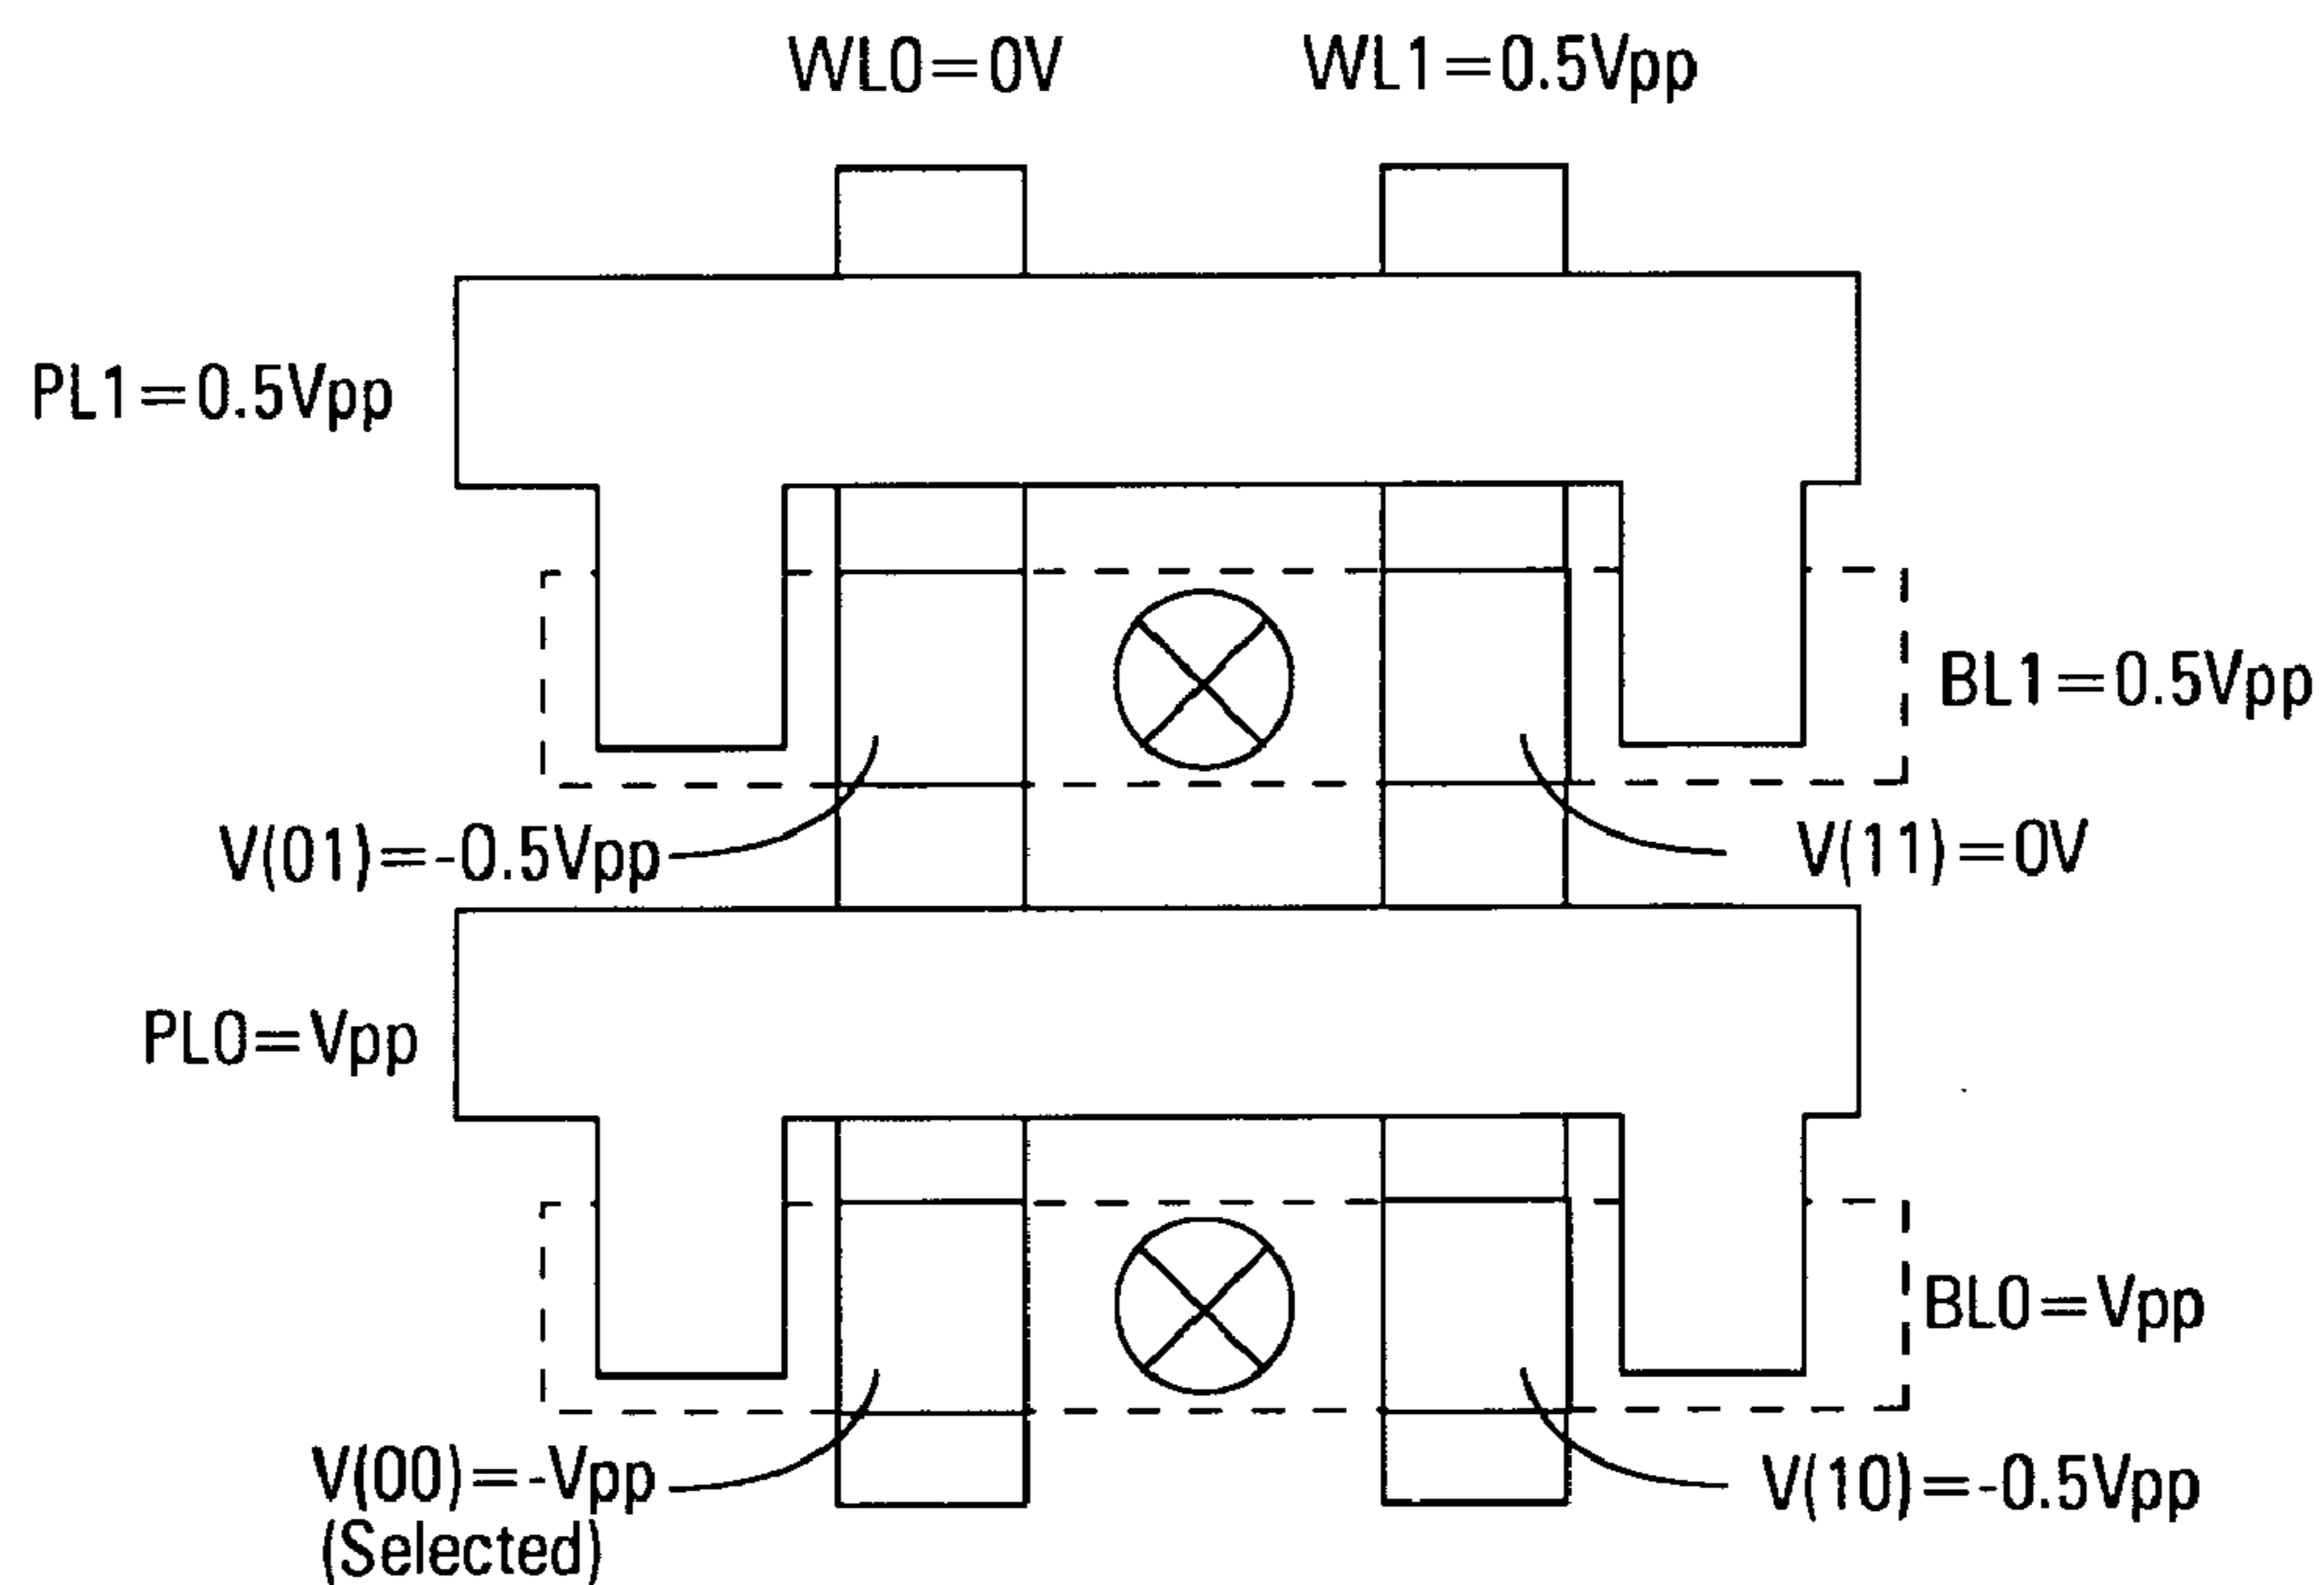 WL0=0V
WL1=0.5Vpp
PL1=0.5Vpp
BL1=0.5Vpp
V(01)=-0.5Vpp
V(11)=0V
PL0=Vpp
BL0=Vpp
V(00)=-Vpp
(Selected)
V(10)=-0.5Vpp